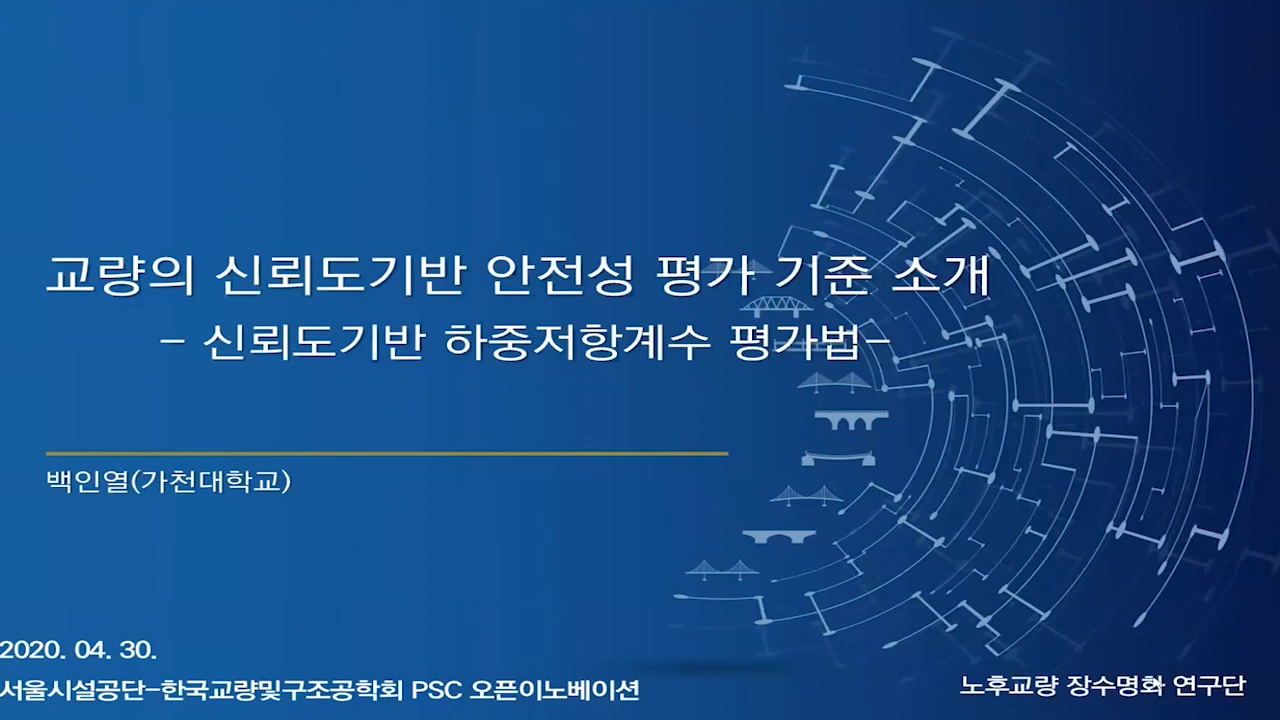 교량의 신뢰도기반 안전성 평가 기준 소개
- 신뢰도기반 하중저항계수 평가법-
백인열(가천대학교)
2020. 04. 30.
서울시설공단-한국교량및구조공학회 PSC 오픈이노베이션
노후교량 장수명화 연구단